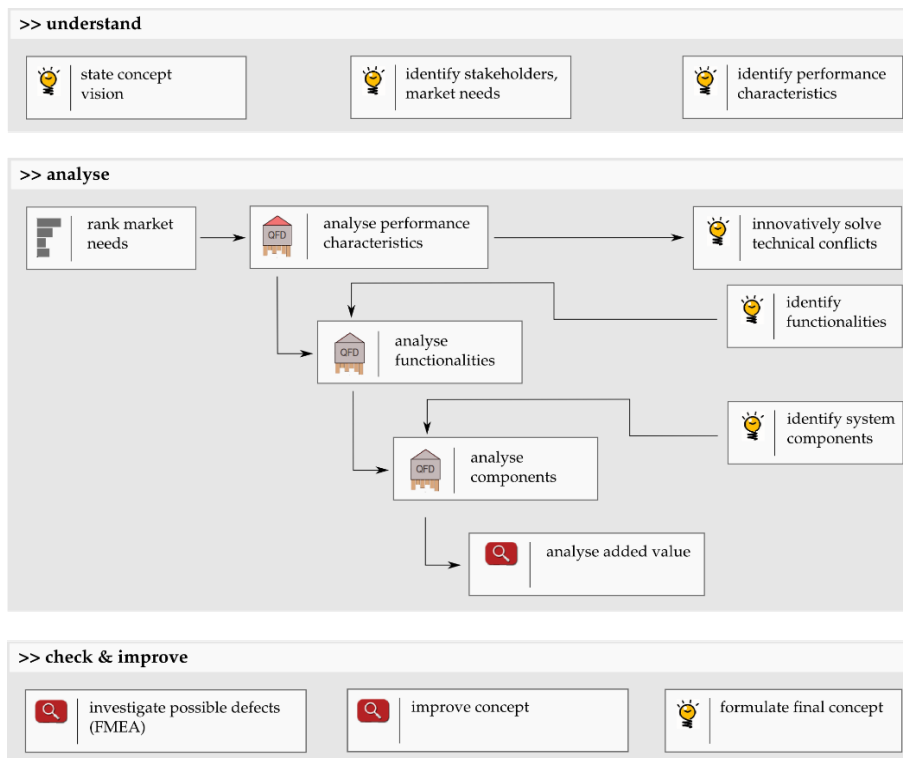 >> understand
state concept
vision
identify stakeholders,
market needs
identify performance
characteristics
>> analyse
rank market
needs
QFD
analyse performance
characteristics
innovatively solve
technical conflicts
identify
functionalities
QFD
analyse
functionalities
identify system
components
QFD
analyse
components
analyse added value
>> check & improve
investigate possible defects
(FMEA)
improve concept
formulate final concept